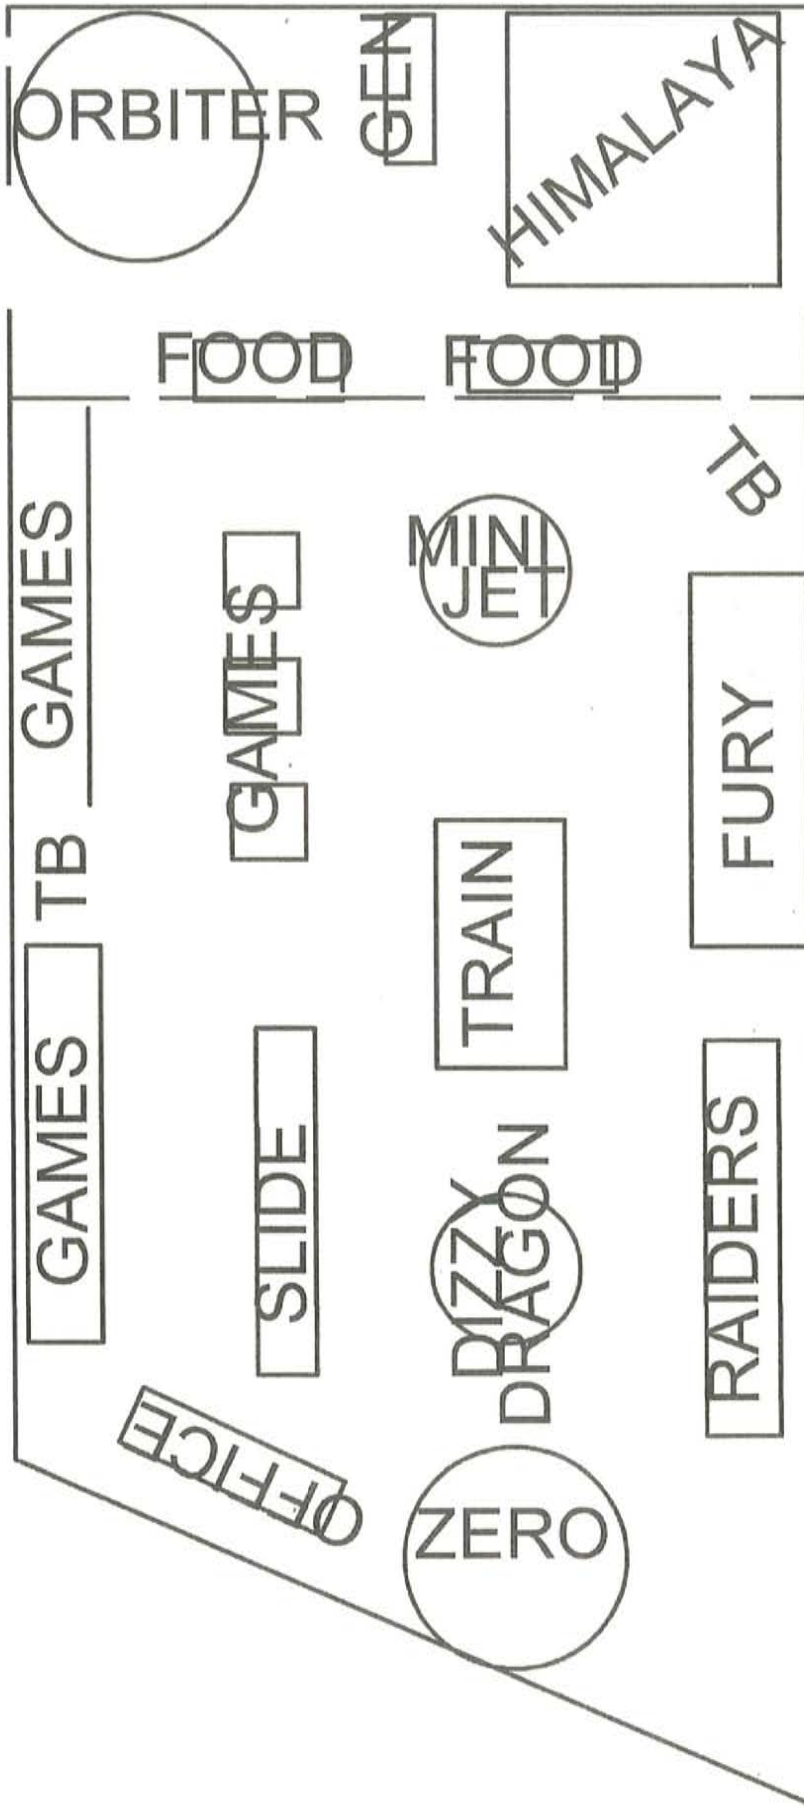 ORBITER
GEN
HIMALAYA
FOOD
FOOD
TB
GAMES
GAMES
MINI
JET
FURY
TB
TRAIN
GAMES
SLIDE
DIZZY
DRAGON
RAIDERS
OFFICE
ZERO